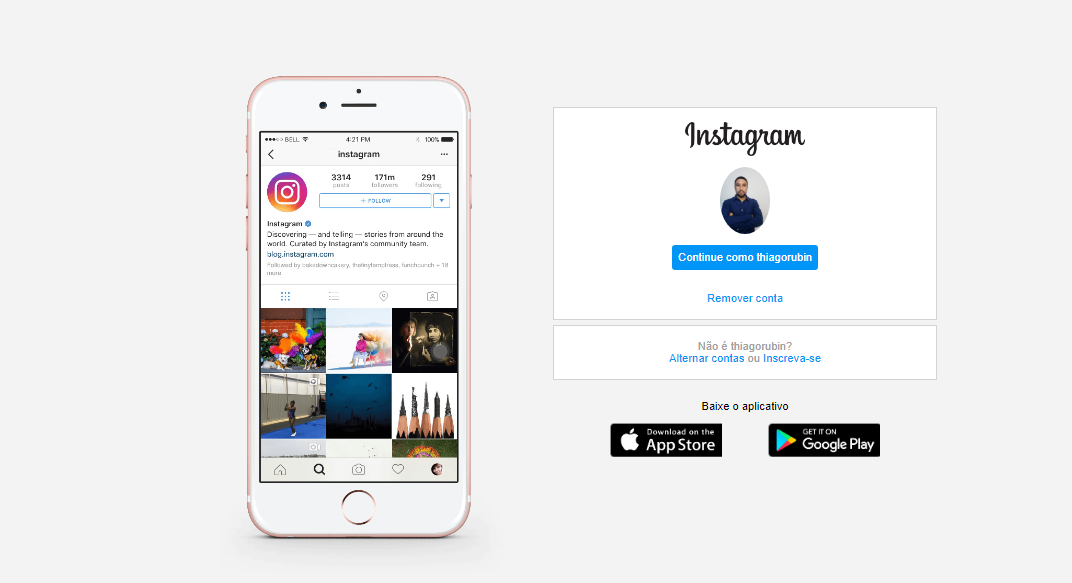 BELL
4:21 PM
100%
instagram
3314
171m
291
posts
followers
following
+ FOLLOW
Instagram
Discovering — and telling — stories from around the
world. Curated by Instagram's community team.
blog.instagram.com
Followed by bakedowncakery, thetinytemptress, funchcunch + 18
more
Instagram
Continue como thiagorubin
Remover conta
Não é thiagorubin?
Alternar contas ou Inscreva-se
Baixe o aplicativo
Download on the
App Store
GET IT ON
Google Play